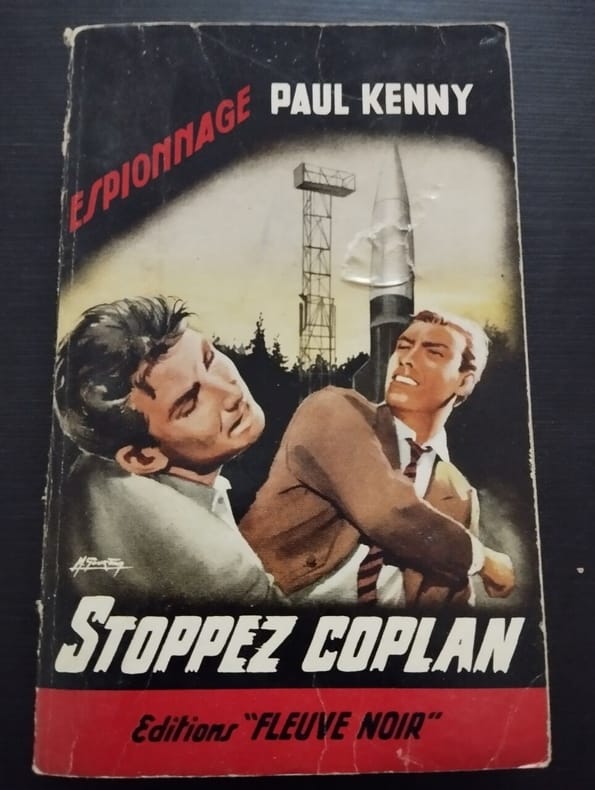 ESPIONNAGE
PAUL KENNY
STOPPEZ COPLAN
Editions "FLEUVE NOIR"